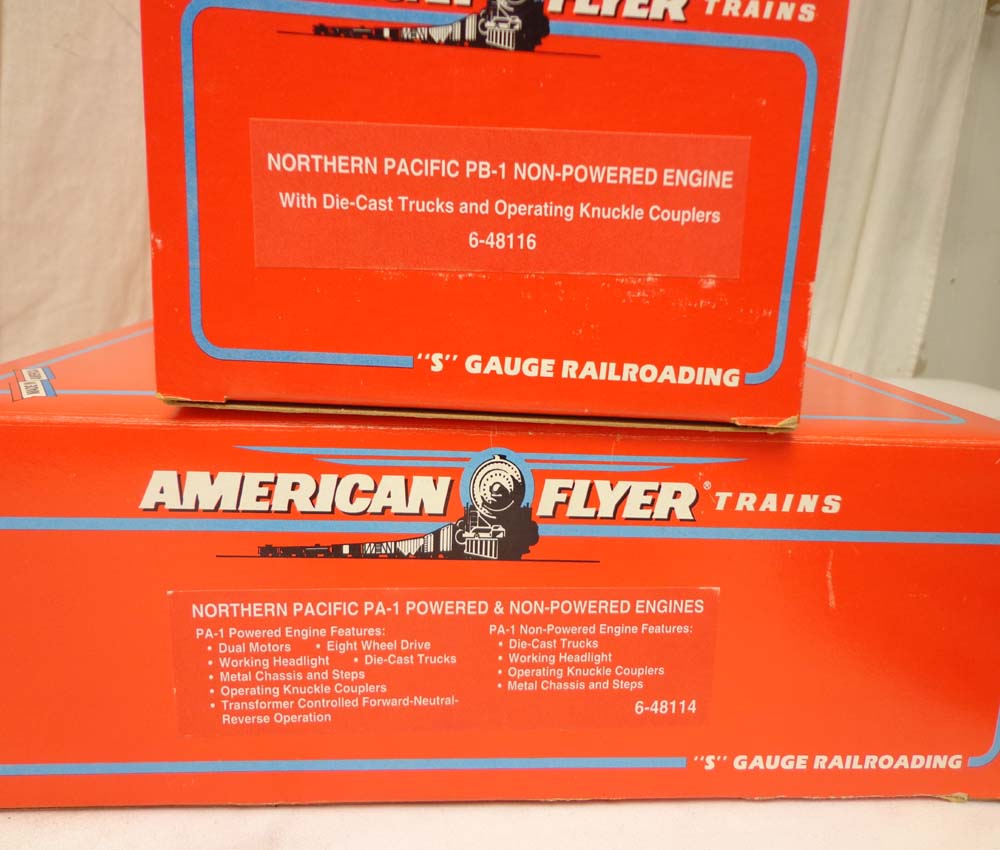 FLYER TRAINS
NORTHERN PACIFIC PB-1 NON-POWERED ENGINE
With Die-Cast Trucks and Operating Knuckle Couplers
6-48116
"S" GAUGE RAILROADING
AMERICAN FLYER® TRAINS
NORTHERN PACIFIC PA-1 POWERED & NON-POWERED ENGINES
PA-1 Powered Engine Features:
• Dual Motors • Eight Wheel Drive
• Working Headlight • Die-Cast Trucks
• Metal Chassis and Steps
• Operating Knuckle Couplers
• Transformer Controlled Forward-Neutral-
Reverse Operation
PA-1 Non-Powered Engine Features:
• Die-Cast Trucks
• Working Headlight
• Operating Knuckle Couplers
• Metal Chassis and Steps
6-48114
"S" GAUGE RAILROADING